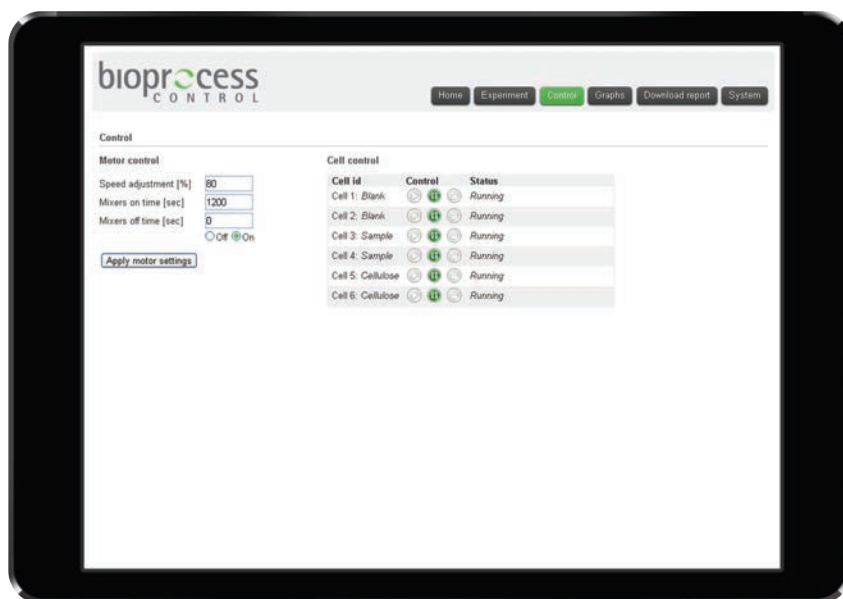 bioprocess
CONTROL
Home Experiment Control Graphs Download report System
Control
Motor control
Speed adjustment [%] 80
Mixers on time [sec] 1200
Mixers off time [sec] 0
Off On
Apply motor settings
Cell control
Cell id Control Status
Cell 1: Blank Running
Cell 2: Blank Running
Cell 3: Sample Running
Cell 4: Sample Running
Cell 5: Cellulose Running
Cell 6: Cellulose Running